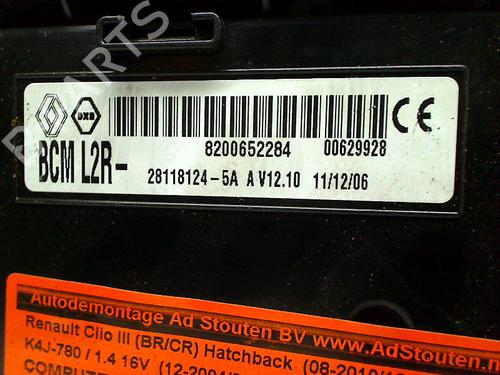 PARTS
BCM L2R-
8200652284 00629928
28118124-5A A V12.10 11/12/06
CE
Autodemontage Ad Stouten BV www.AdStouten.n
Renault Clio III (BR/CR) Hatchback (08-2010/
K4J-780 / 1.4 16V (12-2004/